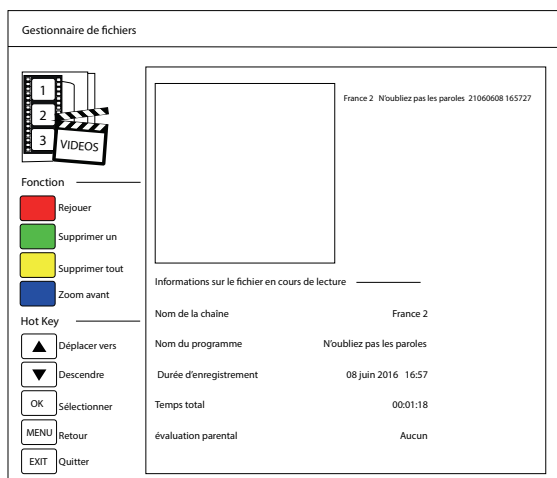 Gestionnaire de fichiers
1
2
3
VIDEOS
France 2 N'oubliez pas les paroles 21060608 165727
Fonction
Rejouer
Supprimer un
Supprimer tout
Zoom avant
Hot Key
Déplacer vers
Descendre
OK Sélectionner
MENU Retour
EXIT Quitter
Informations sur le fichier en cours de lecture
Nom de la chaîne France 2
Nom du programme N'oubliez pas les paroles
Durée d'enregistrement 08 juin 2016 16:57
Temps total 00:01:18
évaluation parental Aucun